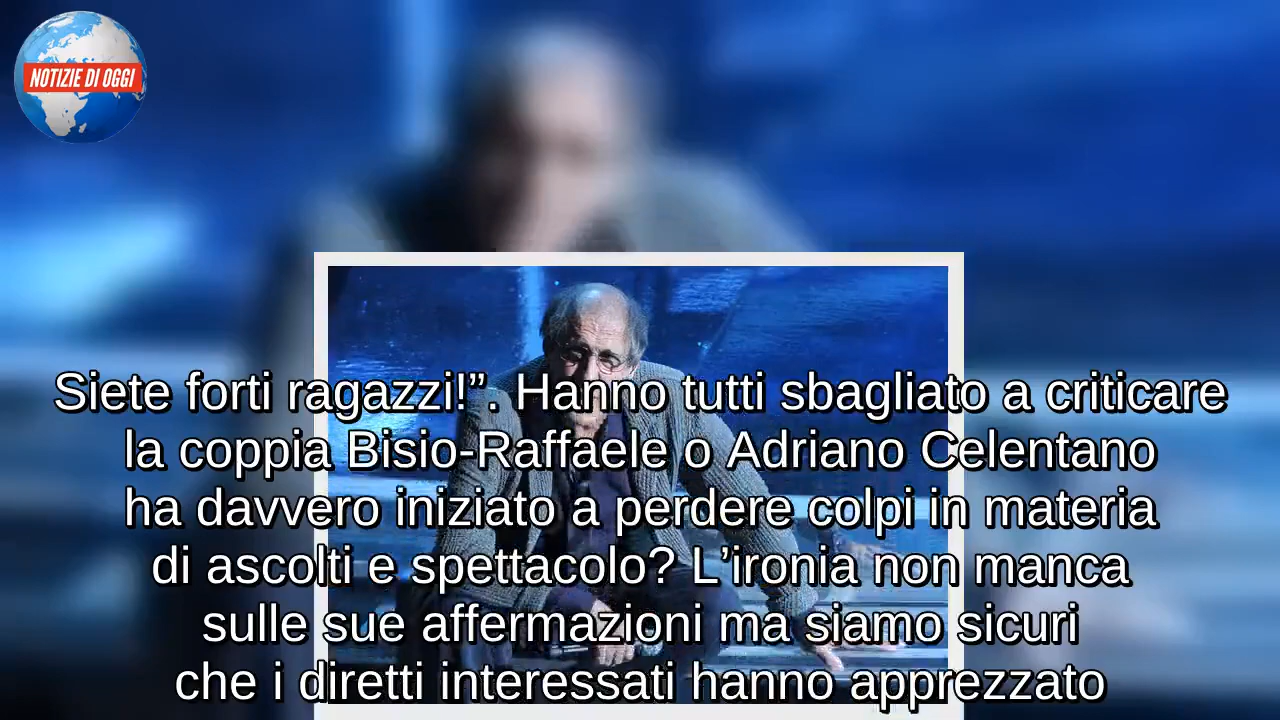 NOTIZIE DI OGGI
Siete forti ragazzi!”. Hanno tutti sbagliato a criticare
la coppia Bisio-Raffaele o Adriano Celentano
ha davvero iniziato a perdere colpi in materia
di ascolti e spettacolo? L’ironia non manca
sulle sue affermazioni ma siamo sicuri
che i diretti interessati hanno apprezzato